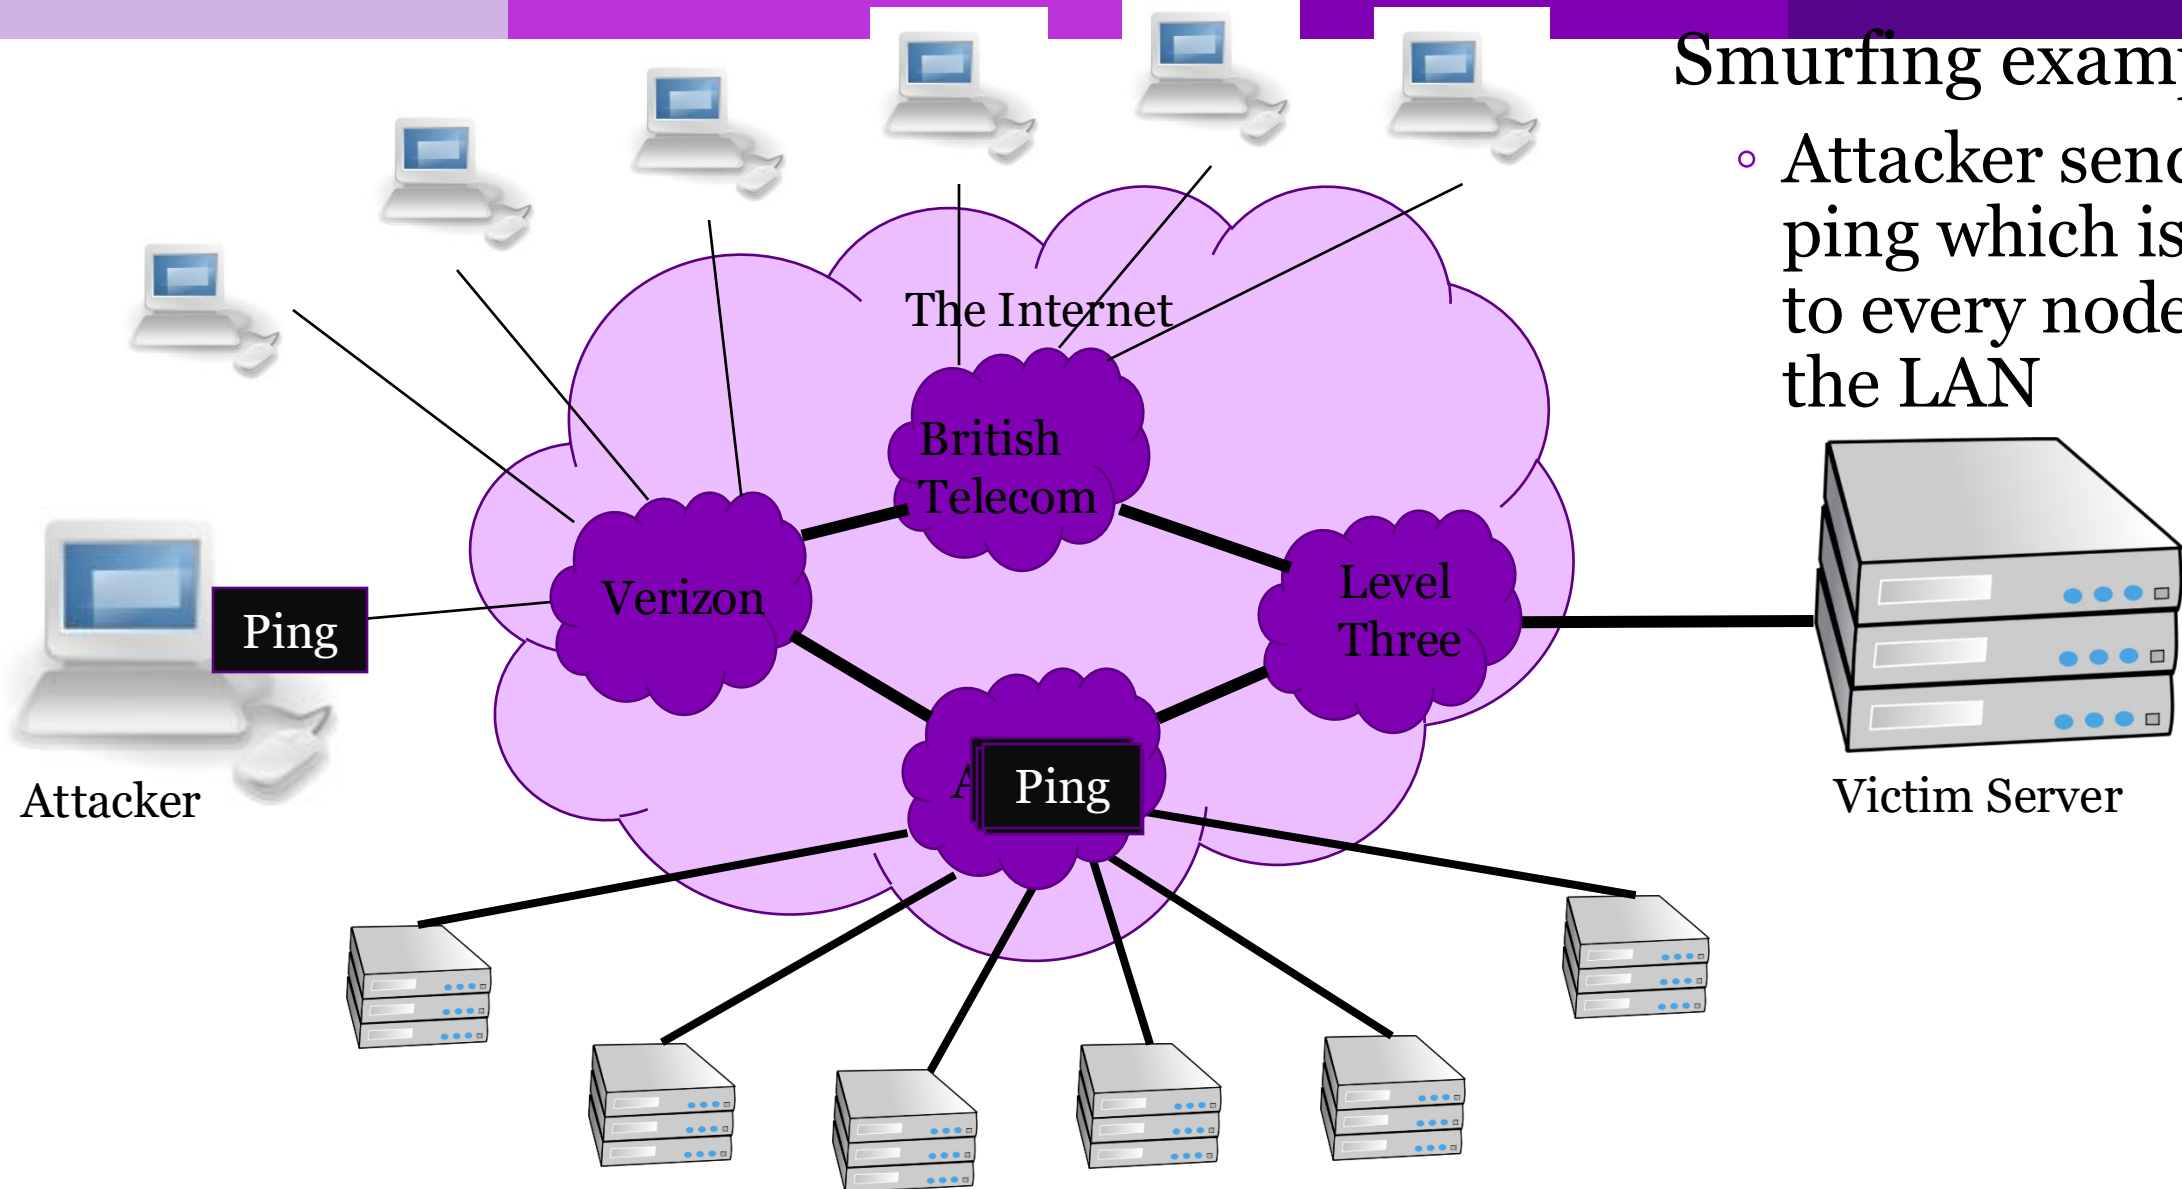 Smurfing exam
Attacker send
ping which is
to every node
the LAN
The Internet
British
Telecom
Verizon
Level
Three
Ping
Ping
Attacker
Victim Server